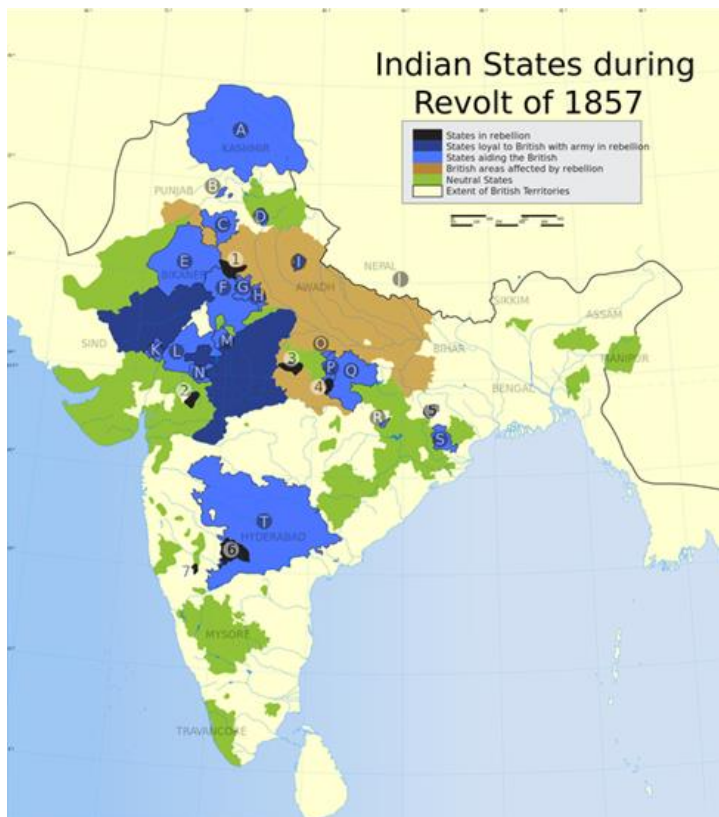 Indian States during
Revolt of 1857
States in rebellion
States loyal to British with army in rebellion
States aiding the British
British areas affected by rebellion
Neutral States
Extent of British Territories
A
KASHMIR
B
PUNJAB
C
D
1
E
I
BIKANER
F
G
H
AWADH
NEPAL
J
SIKKIM
ASSAM
SIND
K
L
M
O
BIHAR
MANIPUR
N
3
P
Q
2
4
BENGAL
R
5
S
T
HYDERABAD
6
7
MYSORE
TRAVANCORE